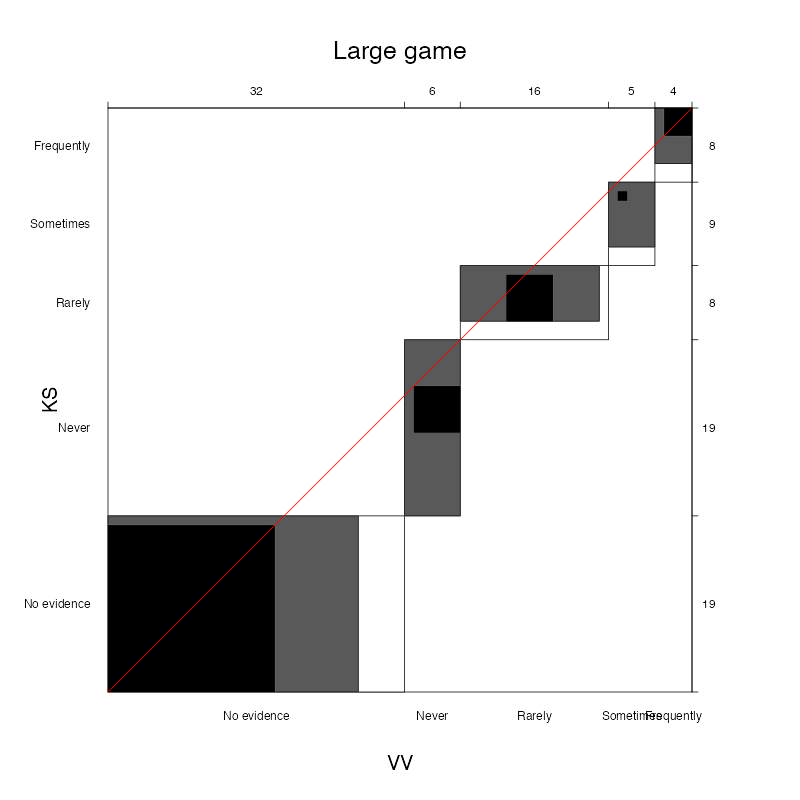 Large game
32 6 16 5 4
Frequently 8
Sometimes 9
Rarely 8
KS
Never 19
No evidence 19
No evidence Never Rarely Sometimes Frequently
VV